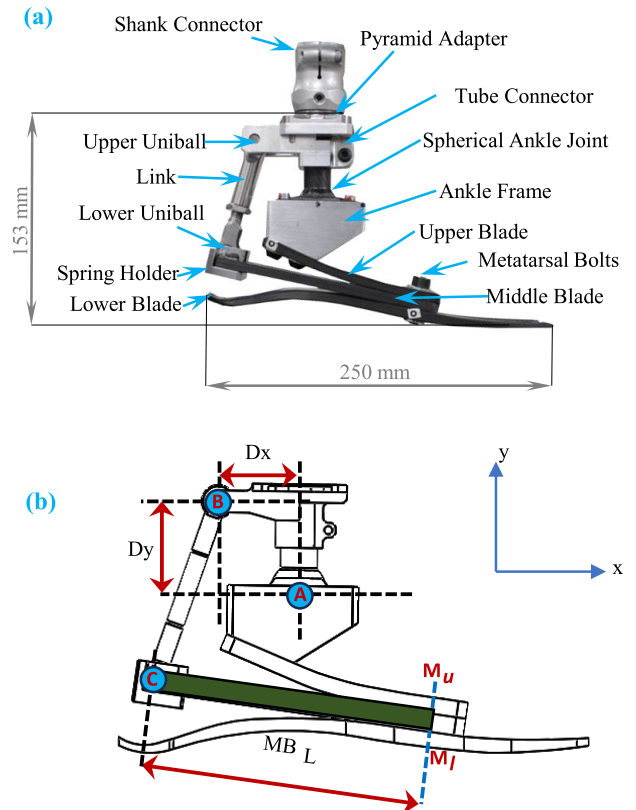 (a)
Shank Connector
Pyramid Adapter
Tube Connector
Upper Uniball
Spherical Ankle Joint
Link
Ankle Frame
Lower Uniball
Upper Blade
Metatarsal Bolts
Spring Holder
Middle Blade
Lower Blade
153 mm
250 mm
(b)
Dx
y
B
Dy
x
A
C
Mu
Ml
MB L